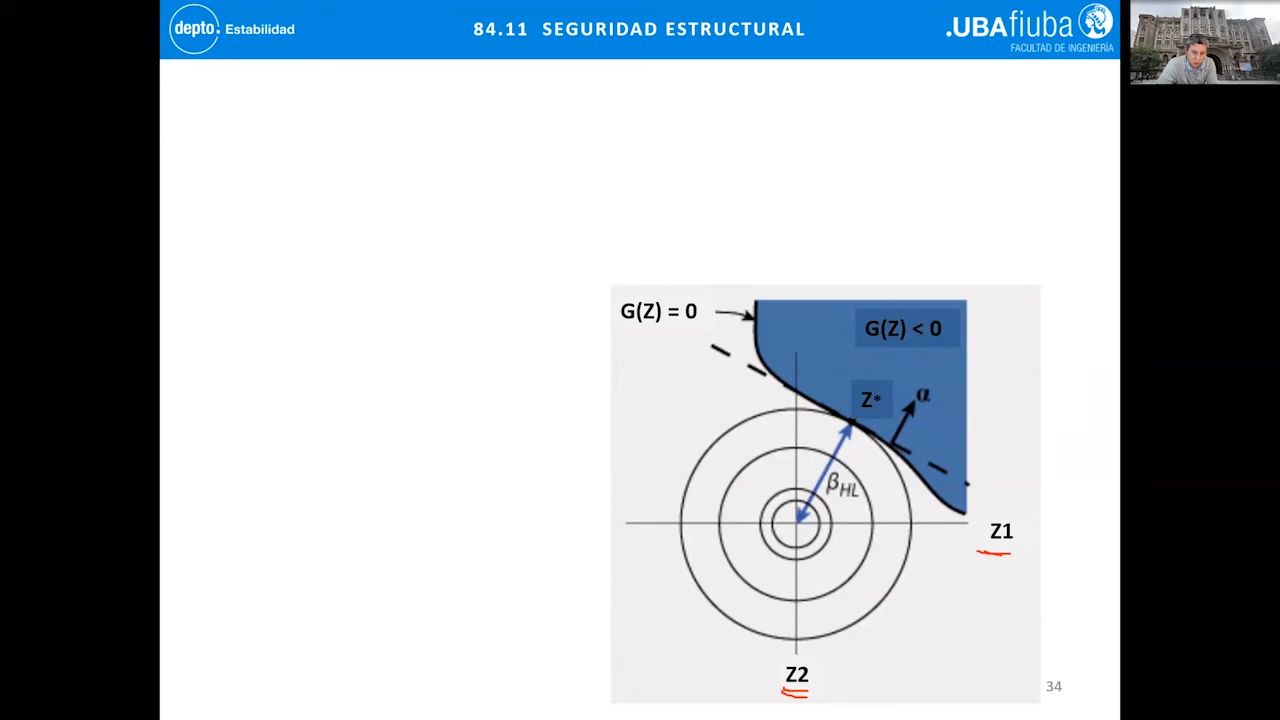 depto. Estabilidad
84.11 SEGURIDAD ESTRUCTURAL
.UBAfiuba
FACULTAD DE INGENIERÍA
G(Z) = 0
G(Z) < 0
Z*
α
βHL
Z1
Z2
34